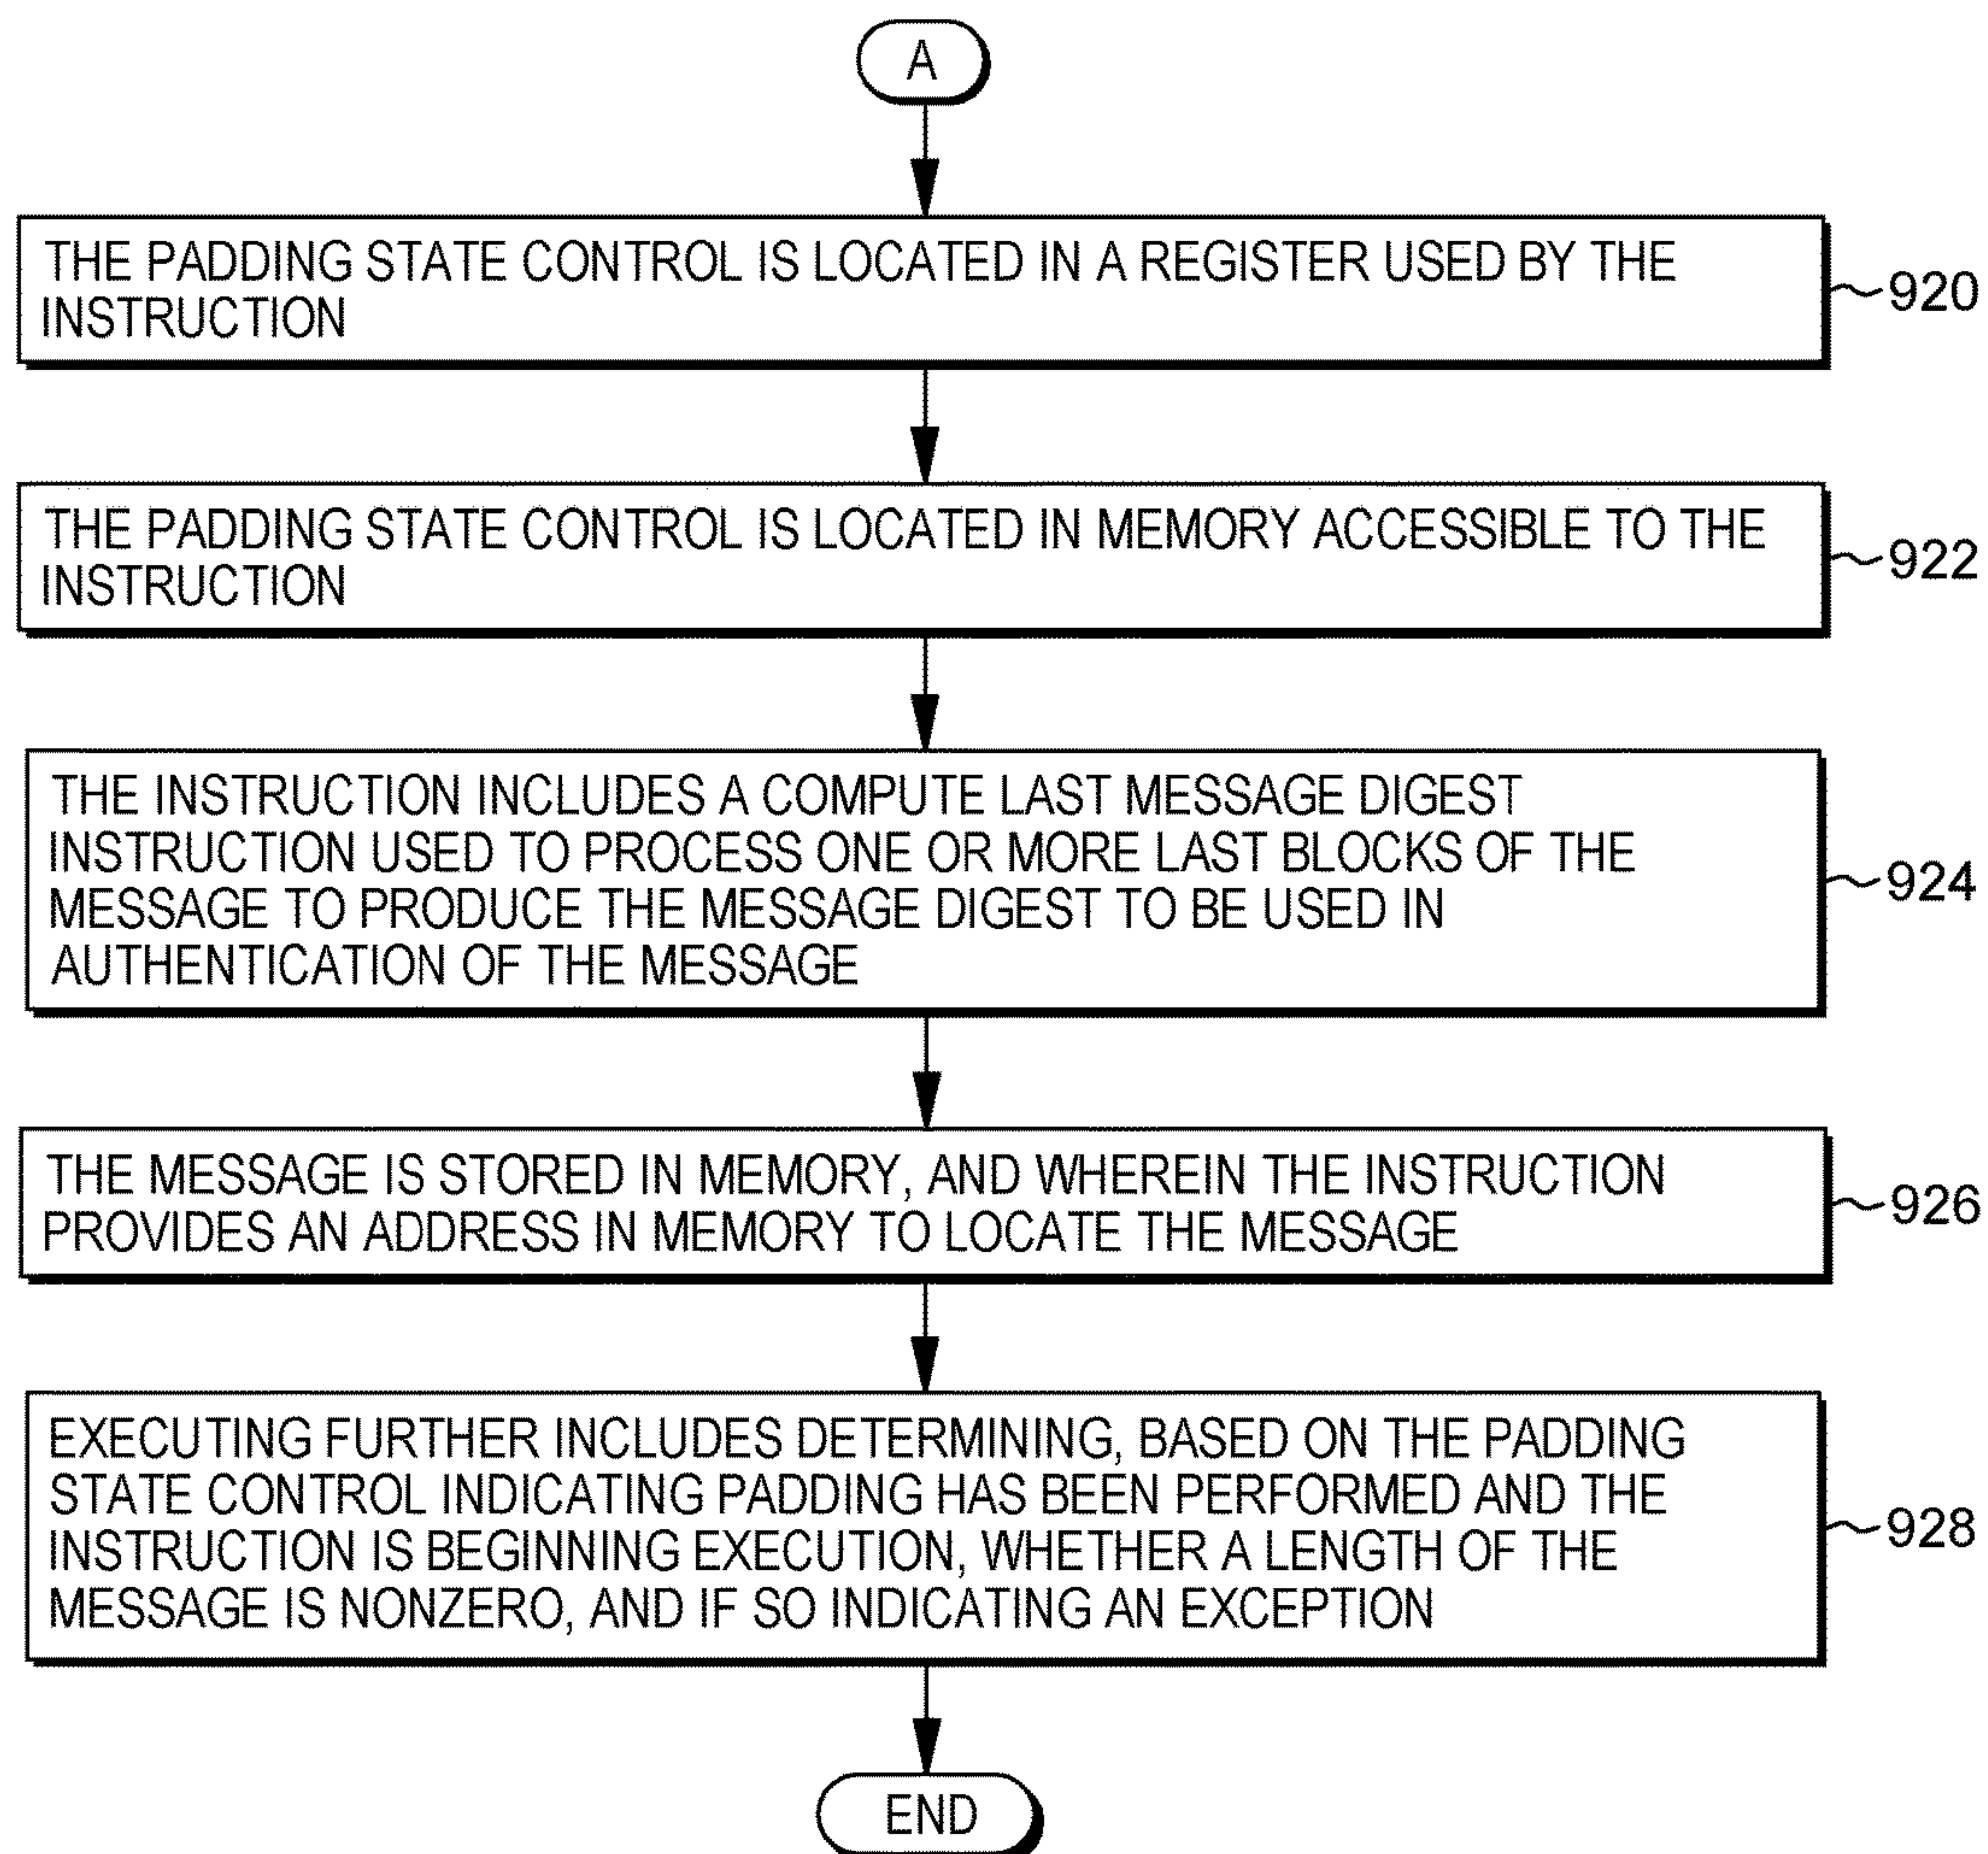 A
THE PADDING STATE CONTROL IS LOCATED IN A REGISTER USED BY THE
INSTRUCTION
920
THE PADDING STATE CONTROL IS LOCATED IN MEMORY ACCESSIBLE TO THE
INSTRUCTION
922
THE INSTRUCTION INCLUDES A COMPUTE LAST MESSAGE DIGEST
INSTRUCTION USED TO PROCESS ONE OR MORE LAST BLOCKS OF THE
MESSAGE TO PRODUCE THE MESSAGE DIGEST TO BE USED IN
AUTHENTICATION OF THE MESSAGE
924
THE MESSAGE IS STORED IN MEMORY, AND WHEREIN THE INSTRUCTION
PROVIDES AN ADDRESS IN MEMORY TO LOCATE THE MESSAGE
926
EXECUTING FURTHER INCLUDES DETERMINING, BASED ON THE PADDING
STATE CONTROL INDICATING PADDING HAS BEEN PERFORMED AND THE
INSTRUCTION IS BEGINNING EXECUTION, WHETHER A LENGTH OF THE
MESSAGE IS NONZERO, AND IF SO INDICATING AN EXCEPTION
928
END